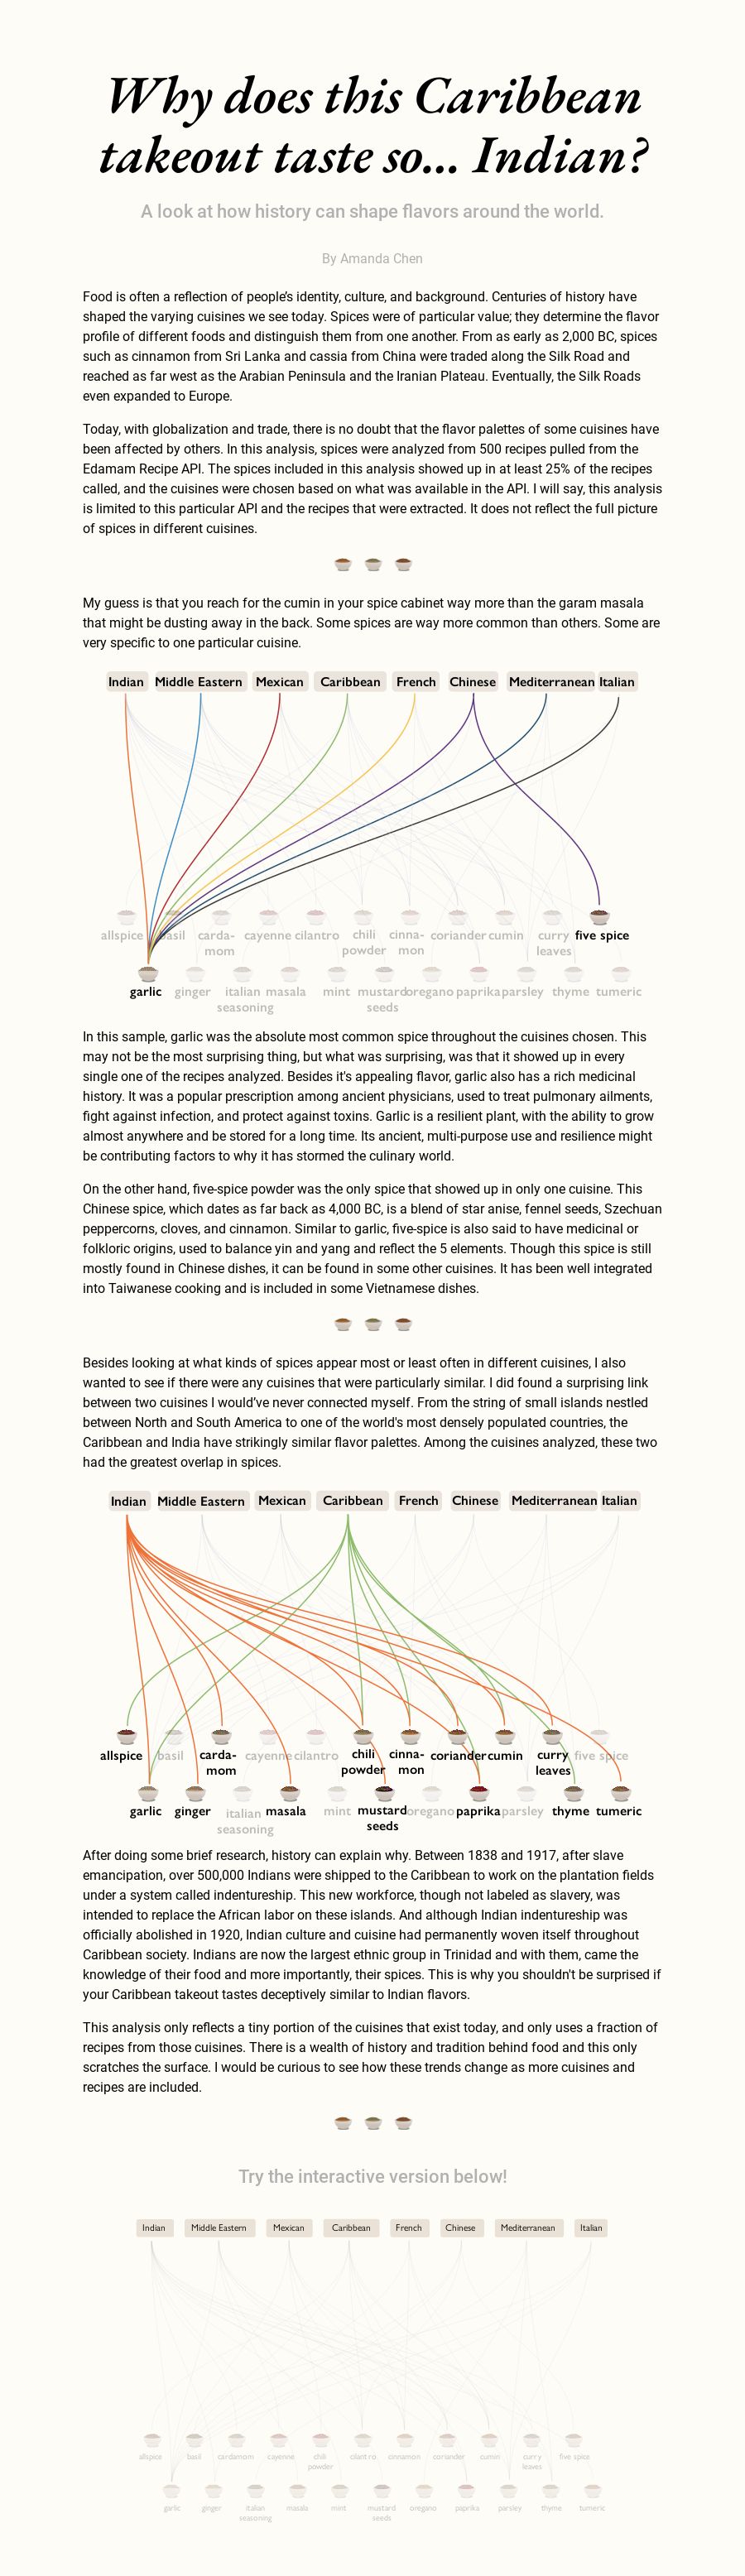 Why does this Caribbean
takeout taste so... Indian?
A look at how history can shape flavors around the world.
By Amanda Chen
Food is often a reflection of people's identity, culture, and background. Centuries of history have
shaped the varying cuisines we see today. Spices were of particular value; they determine the flavor
profile of different foods and distinguish them from one another. From as early as 2,000 BC, spices
such as cinnamon from Sri Lanka and cassia from China were traded along the Silk Road and
reached as far west as the Arabian Peninsula and the Iranian Plateau. Eventually, the Silk Roads
even expanded to Europe.
Today, with globalization and trade, there is no doubt that the flavor palettes of some cuisines have
been affected by others. In this analysis, spices were analyzed from 500 recipes pulled from the
Edamam Recipe API. The spices included in this analysis showed up in at least 25% of the recipes
called, and the cuisines were chosen based on what was available in the API. I will say, this analysis
is limited to this particular API and the recipes that were extracted. It does not reflect the full picture
of spices in different cuisines.
My guess is that you reach for the cumin in your spice cabinet way more than the garam masala
that might be dusting away in the back. Some spices are way more common than others. Some are
very specific to one particular cuisine.
Indian Middle Eastern Mexican Caribbean French Chinese Mediterranean Italian
allspice basil carda-mom cayenne cilantro chili powder cinna-mon coriander cumin curry leaves five spice
garlic ginger italian seasoning masala mint mustard seeds oregano paprika parsley thyme tumeric
In this sample, garlic was the absolute most common spice throughout the cuisines chosen. This
may not be the most surprising thing, but what was surprising, was that it showed up in every
single one of the recipes analyzed. Besides it's appealing flavor, garlic also has a rich medicinal
history. It was a popular prescription among ancient physicians, used to treat pulmonary ailments,
fight against infection, and protect against toxins. Garlic is a resilient plant, with the ability to grow
almost anywhere and be stored for a long time. Its ancient, multi-purpose use and resilience might
be contributing factors to why it has stormed the culinary world.
On the other hand, five-spice powder was the only spice that showed up in only one cuisine. This
Chinese spice, which dates as far back as 4,000 BC, is a blend of star anise, fennel seeds, Szechuan
peppercorns, cloves, and cinnamon. Similar to garlic, five-spice is also said to have medicinal or
folkloric origins, used to balance yin and yang and reflect the 5 elements. Though this spice is still
mostly found in Chinese dishes, it can be found in some other cuisines. It has been well integrated
into Taiwanese cooking and is included in some Vietnamese dishes.
Besides looking at what kinds of spices appear most or least often in different cuisines, I also
wanted to see if there were any cuisines that were particularly similar. I did found a surprising link
between two cuisines I would've never connected myself. From the string of small islands nestled
between North and South America to one of the world's most densely populated countries, the
Caribbean and India have strikingly similar flavor palettes. Among the cuisines analyzed, these two
had the greatest overlap in spices.
Indian Middle Eastern Mexican Caribbean French Chinese Mediterranean Italian
allspice basil carda-mom cayenne cilantro chili powder cinna-mon coriander cumin curry leaves five spice
garlic ginger italian seasoning masala mint mustard seeds oregano paprika parsley thyme tumeric
After doing some brief research, history can explain why. Between 1838 and 1917, after slave
emancipation, over 500,000 Indians were shipped to the Caribbean to work on the plantation fields
under a system called indentureship. This new workforce, though not labeled as slavery, was
intended to replace the African labor on these islands. And although Indian indentureship was
officially abolished in 1920, Indian culture and cuisine had permanently woven itself throughout
Caribbean society. Indians are now the largest ethnic group in Trinidad and with them, came the
knowledge of their food and more importantly, their spices. This is why you shouldn't be surprised if
your Caribbean takeout tastes deceptively similar to Indian flavors.
This analysis only reflects a tiny portion of the cuisines that exist today, and only uses a fraction of
recipes from those cuisines. There is a wealth of history and tradition behind food and this only
scratches the surface. I would be curious to see how these trends change as more cuisines and
recipes are included.
Try the interactive version below!
Indian Middle Eastern Mexican Caribbean French Chinese Mediterranean Italian
allspice basil cardamom cayenne chili powder cilantro cinnamon coriander cumin curry leaves five spice
garlic ginger italian seasoning masala mint mustard seeds oregano paprika parsley thyme tumeric